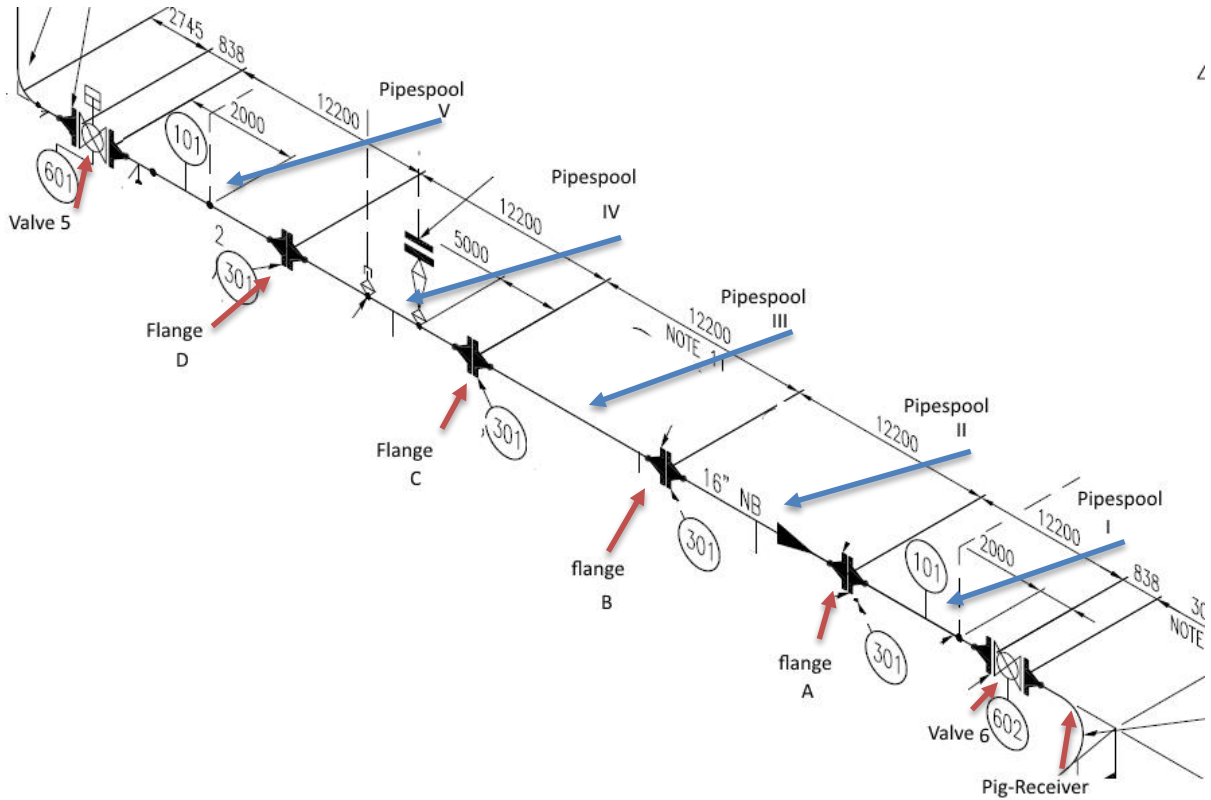 2745
838
12200
2000
101
Pipespool
V
601
Valve 5
12200
Pipespool
IV
5000
2
301
Flange
D
12200
NOTE 1
Pipespool
III
301
Flange
C
12200
Pipespool
II
16" NB
301
flange
B
12200
2000
101
Pipespool
I
838
30
NOTE
301
flange
A
602
Valve 6
Pig-Receiver